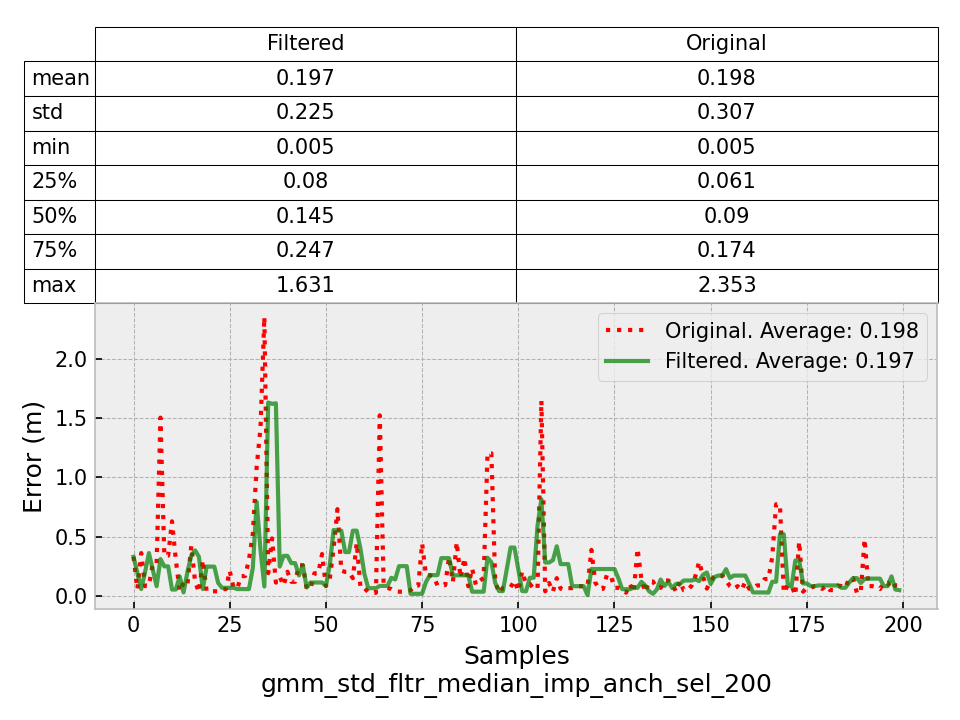 Filtered Original
mean 0.197 0.198
std 0.225 0.307
min 0.005 0.005
25% 0.08 0.061
50% 0.145 0.09
75% 0.247 0.174
max 1.631 2.353
Original. Average: 0.198
Filtered. Average: 0.197
Error (m)
2.0
1.5
1.0
0.5
0.0
0 25 50 75 100 125 150 175 200
Samples
gmm_std_fltr_median_imp_anch_sel_200